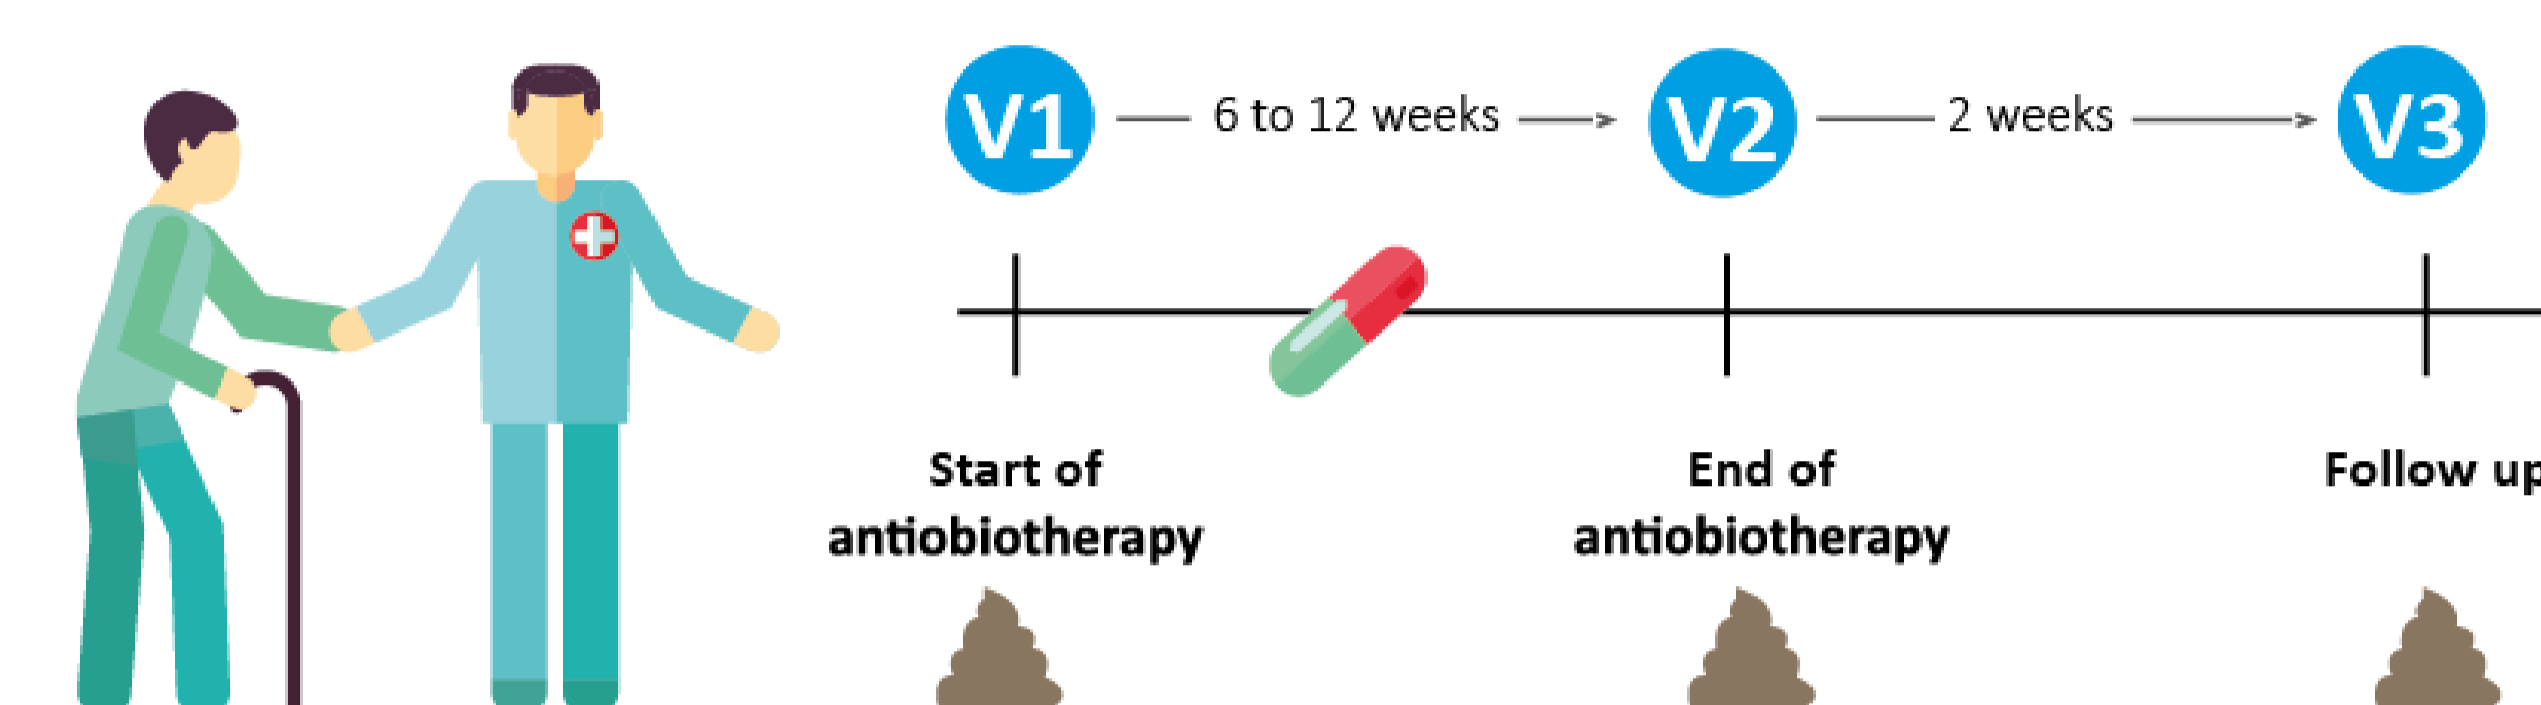 V1 6 to 12 weeks V2 2 weeks V3
Start of End of Follow up
antiobiotherapy antiobiotherapy